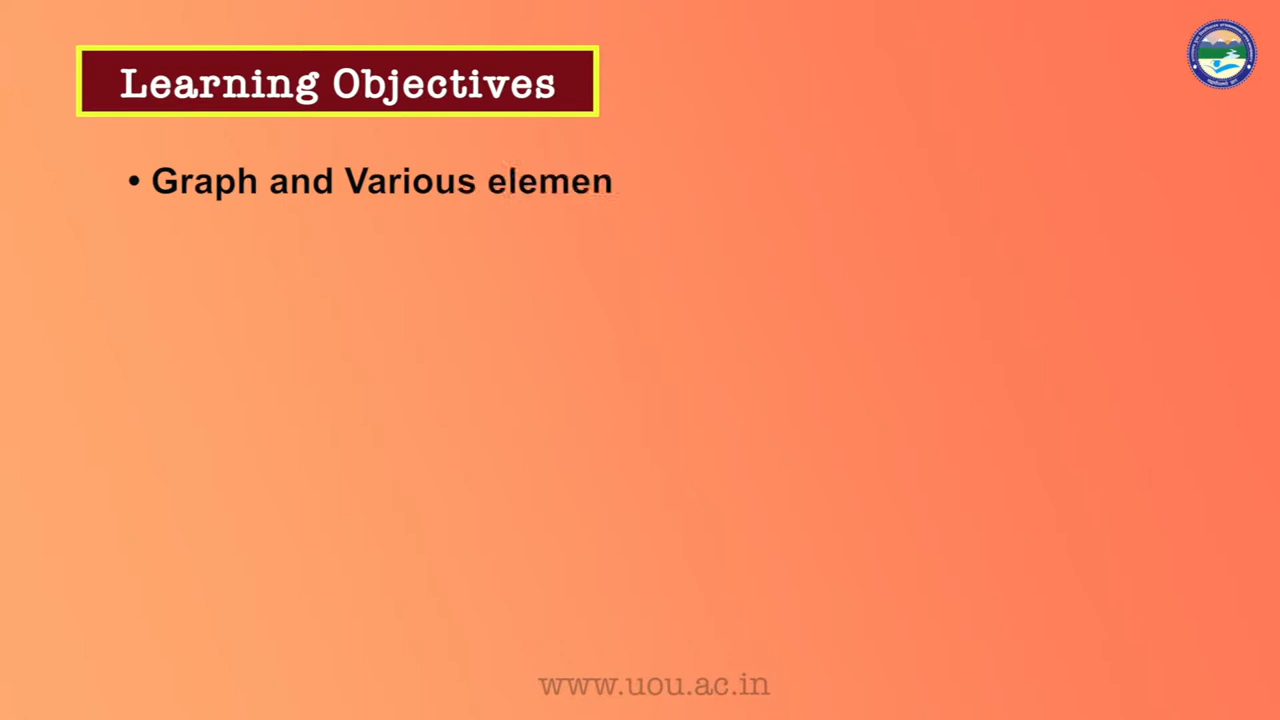 Learning Objectives
• Graph and Various elemen
www.uou.ac.in